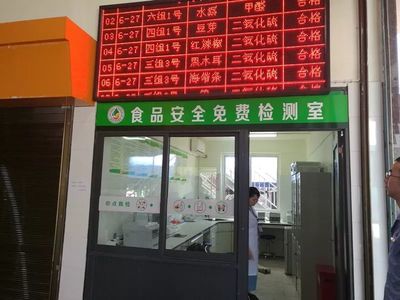 02 6-27 六组1号 水露 甲醛 合格
03 6-27 四组1号 豆芽 二氧化硫 合格
04 6-27 四组1号 红辣椒 二氧化硫 合格
05 6-27 三组3号 黑木耳 二氧化硫 合格
06 6-27 三组3号 海带条 二氧化硫 合格
食品安全免费检测室